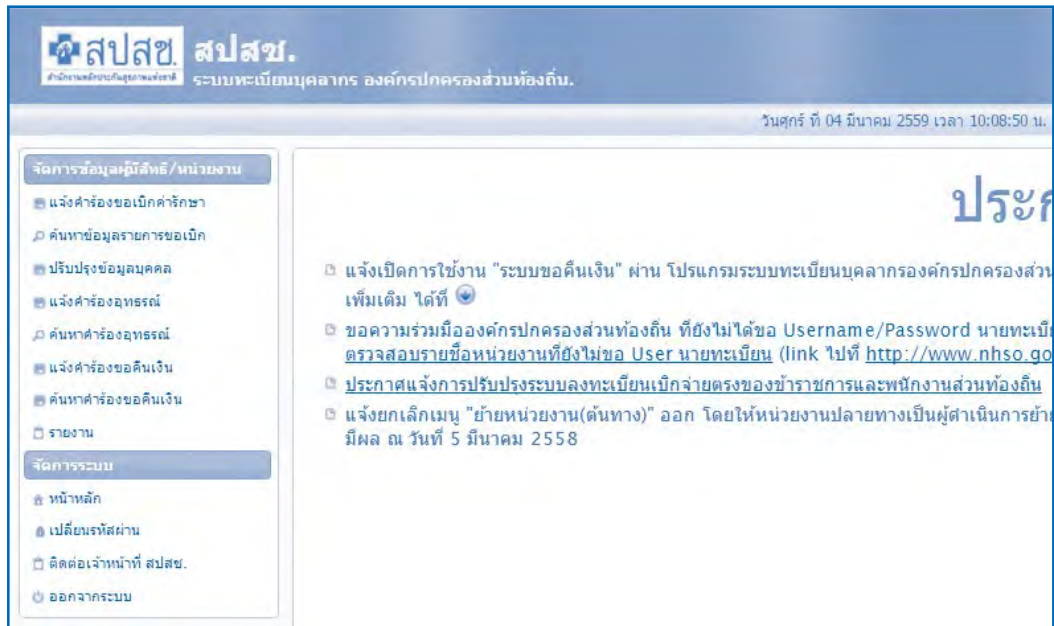 สปสช.
สำนักงานหลักประกันสุขภาพแห่งชาติ
สปสช.
ระบบทะเบียนบุคลากร องค์กรปกครองส่วนท้องถิ่น.
วันศุกร์ ที่ 04 มีนาคม 2559 เวลา 10:08:50 น.
จัดการข้อมูลผู้มีสิทธิ/หน่วยงาน
แจ้งคำร้องขอเบิกค่ารักษา
ค้นหาข้อมูลรายการขอเบิก
ปรับปรุงข้อมูลบุคคล
แจ้งคำร้องอุทธรณ์
ค้นหาคำร้องอุทธรณ์
แจ้งคำร้องขอคืนเงิน
ค้นหาคำร้องขอคืนเงิน
รายงาน
จัดการระบบ
หน้าหลัก
เปลี่ยนรหัสผ่าน
ติดต่อเจ้าหน้าที่ สปสช.
ออกจากระบบ
ประก
แจ้งเปิดการใช้งาน "ระบบขอคืนเงิน" ผ่าน โปรแกรมระบบทะเบียนบุคลากรองค์กรปกครองส่วน
เพิ่มเติม ได้ที่
ขอความร่วมมือองค์กรปกครองส่วนท้องถิ่น ที่ยังไม่ได้ขอ Username/Password นายทะเบี
ตรวจสอบรายชื่อหน่วยงานที่ยังไม่ขอ User นายทะเบียน (link ไปที่ http://www.nhso.go
ประกาศแจ้งการปรับปรุงระบบลงทะเบียนเบิกจ่ายตรงของข้าราชการและพนักงานส่วนท้องถิ่น
แจ้งยกเลิกเมนู "ย้ายหน่วยงาน(ต้นทาง)" ออก โดยให้หน่วยงานปลายทางเป็นผู้ดำเนินการย้าย
มีผล ณ วันที่ 5 มีนาคม 2558